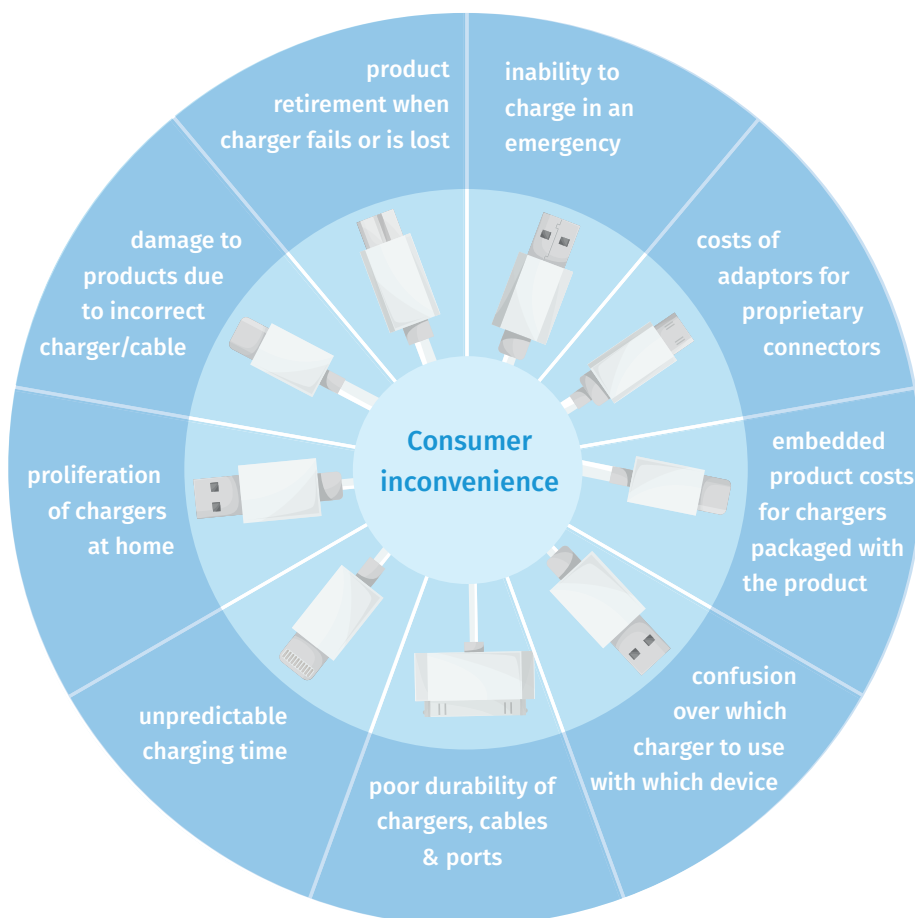 Consumer
inconvenience
inability to
charge in an
emergency
costs of
adaptors for
proprietary
connectors
embedded
product costs
for chargers
packaged with
the product
confusion
over which
charger to use
with which device
poor durability of
chargers, cables
& ports
unpredictable
charging time
proliferation
of chargers
at home
damage to
products due
to incorrect
charger/cable
product
retirement when
charger fails or is lost